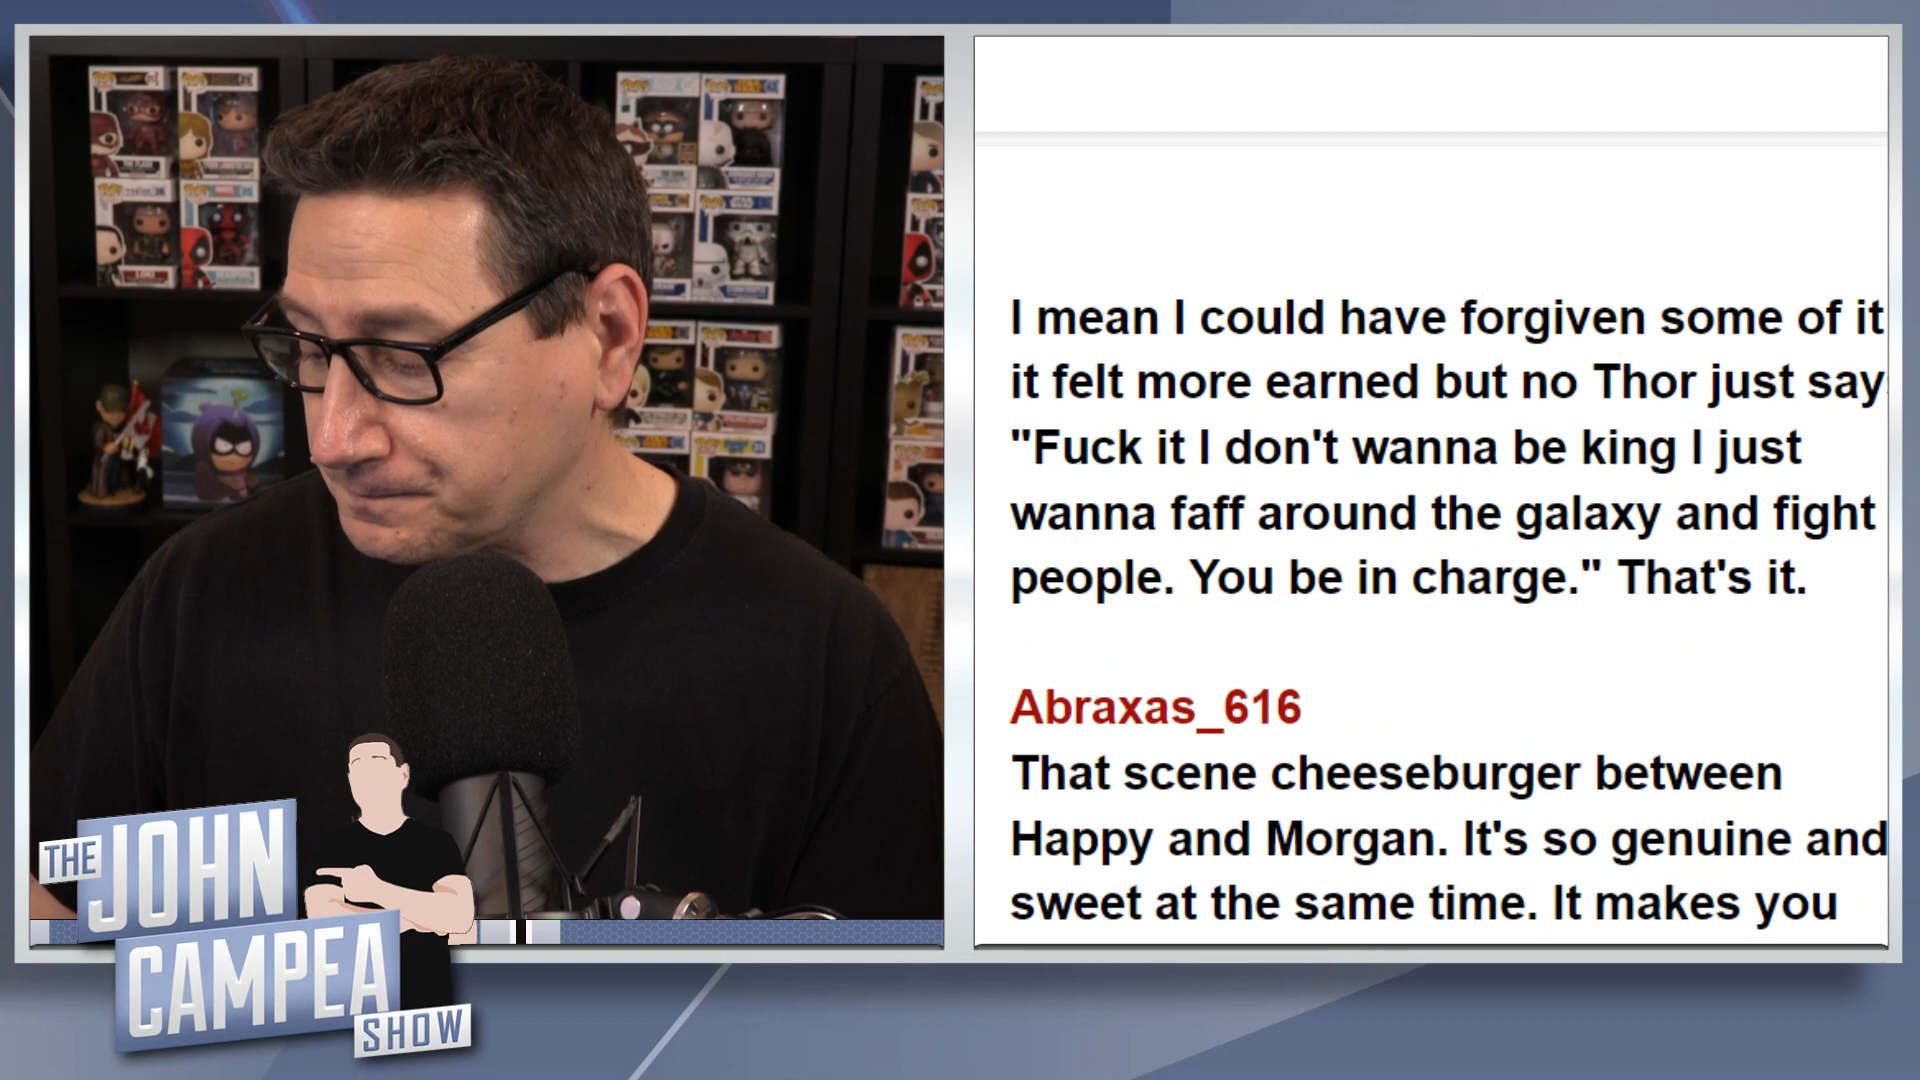 I mean I could have forgiven some of it
it felt more earned but no Thor just say
"Fuck it I don't wanna be king I just
wanna faff around the galaxy and fight
people. You be in charge." That's it.
Abraxas_616
That scene cheeseburger between
Happy and Morgan. It's so genuine and
sweet at the same time. It makes you
THE
JOHN
CAMPEA
SHOW